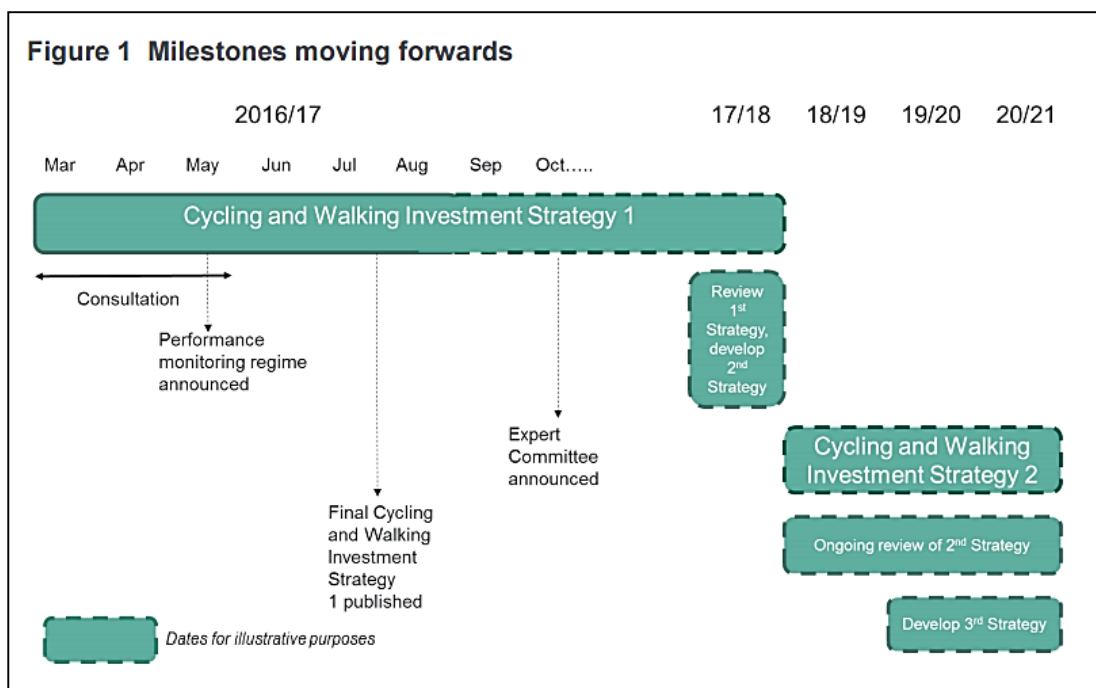 Figure 1 Milestones moving forwards
2016/17 17/18 18/19 19/20 20/21
Mar Apr May Jun Jul Aug Sep Oct.....
Cycling and Walking Investment Strategy 1
Consultation
Performance
monitoring regime
announced
Final Cycling
and Walking
Investment
Strategy
1 published
Expert
Committee
announced
Review
1st
Strategy,
develop
2nd
Strategy
Cycling and Walking
Investment Strategy 2
Ongoing review of 2nd Strategy
Develop 3rd Strategy
Dates for illustrative purposes